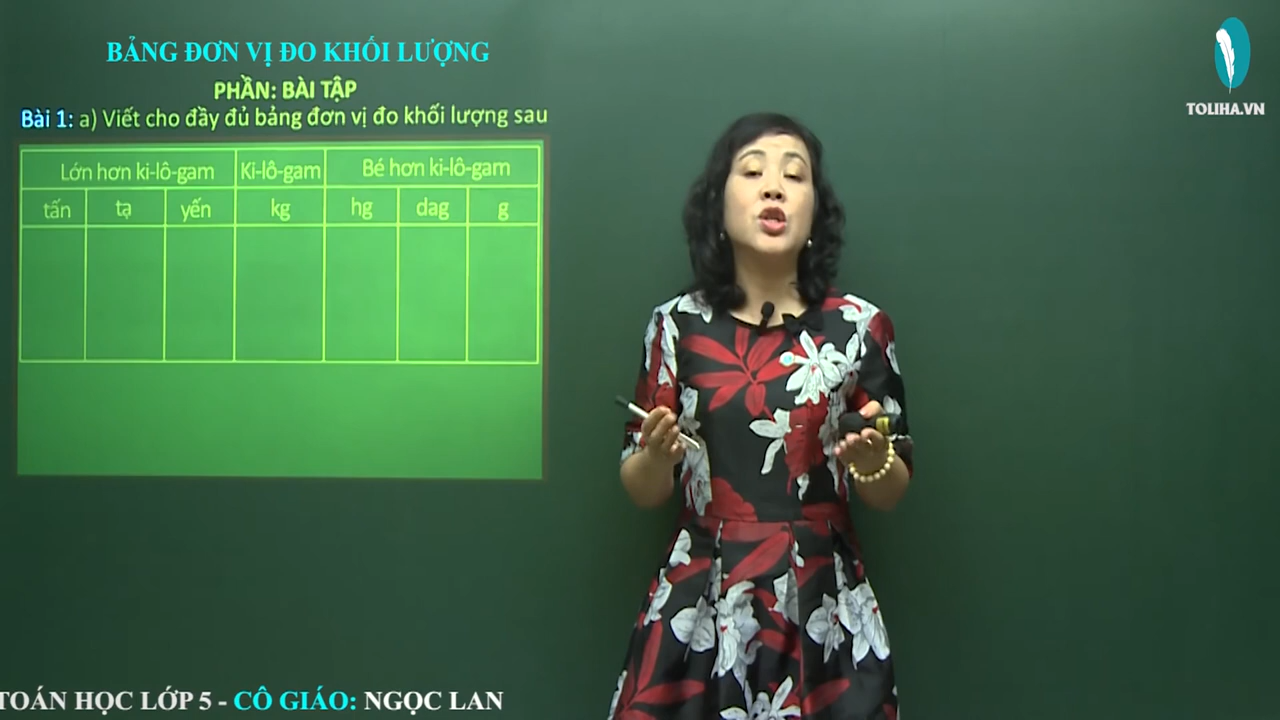 BẢNG ĐƠN VỊ ĐO KHỐI LƯỢNG
PHẦN: BÀI TẬP
Bài 1: a) Viết cho đầy đủ bảng đơn vị đo khối lượng sau
Lớn hơn ki-lô-gam Ki-lô-gam Bé hơn ki-lô-gam
tấn tạ yến kg hg dag g
TOLIHA.VN
TOÁN HỌC LỚP 5 - CÔ GIÁO: NGỌC LAN